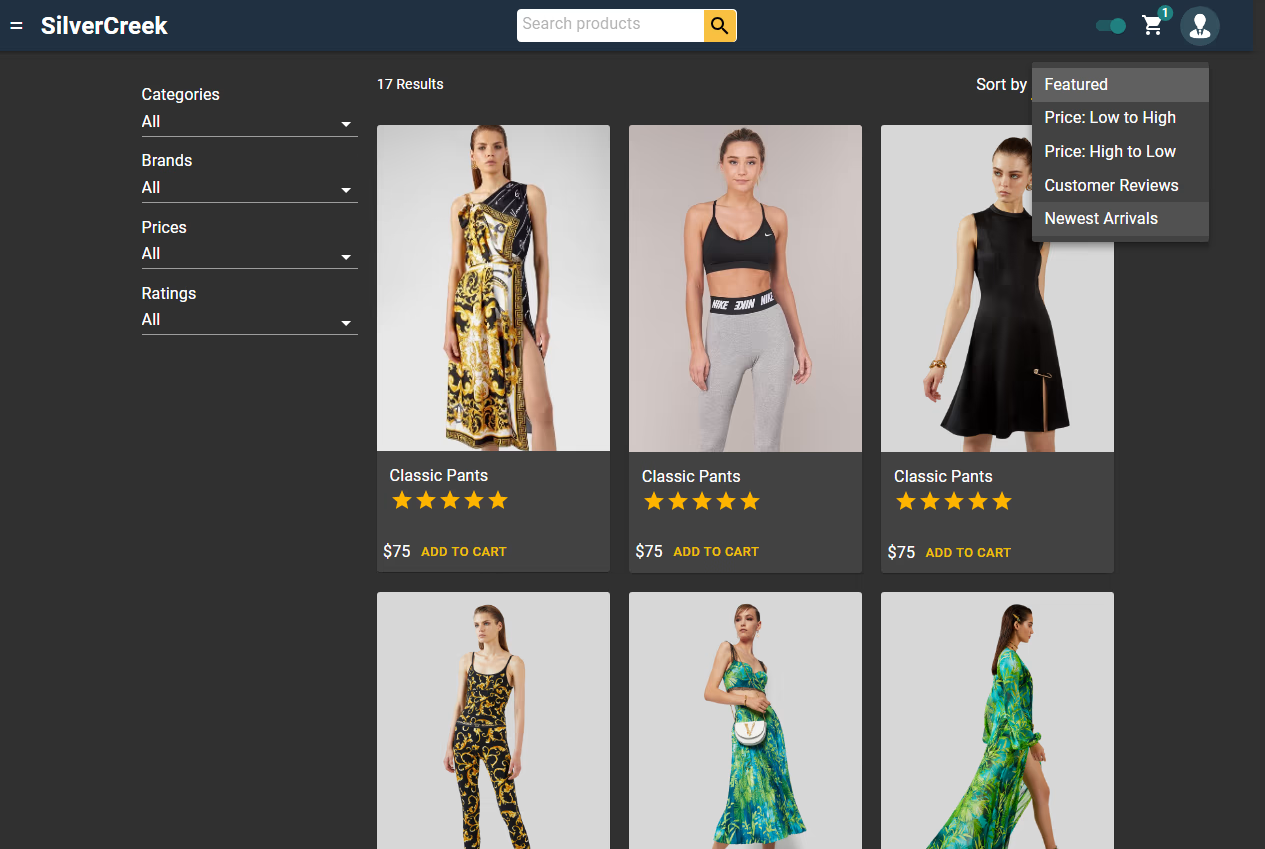 SilverCreek
Search products
1
Categories
All
Brands
All
Prices
All
Ratings
All
17 Results
Sort by
Featured
Price: Low to High
Price: High to Low
Customer Reviews
Newest Arrivals
NIKE NIKE NIKE
Classic Pants
$75 ADD TO CART
Classic Pants
$75 ADD TO CART
Classic Pants
$75 ADD TO CART